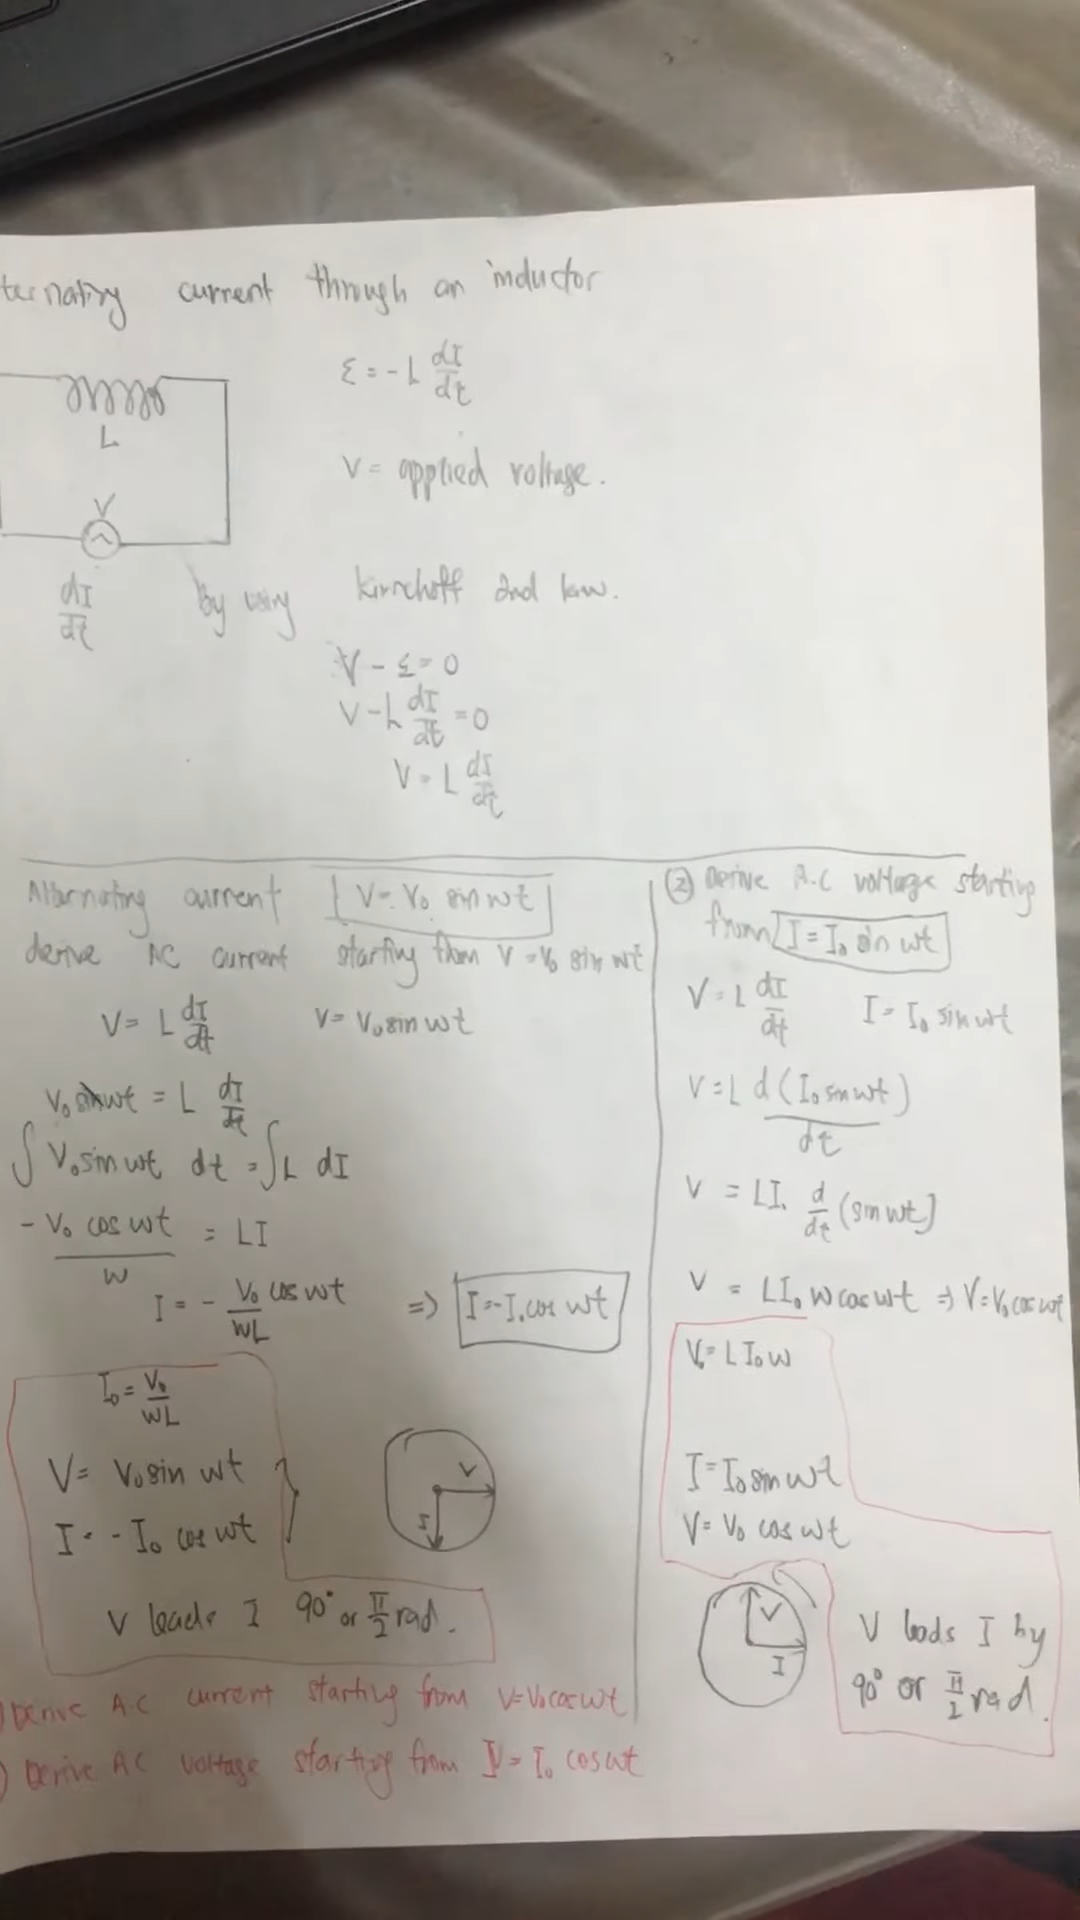 ternating current through an inductor
L
V
dI/dt
ε = -L dI/dt
V = applied voltage.
by using kirrchoff 2nd law.
V - ε = 0
V - L dI/dt = 0
V = L dI/dt
Alternating current V = V₀ sin wt
derive AC current starting from V = V₀ sin wt
V = L dI/dt V = V₀ sin wt
V₀ sin wt = L dI/dt
∫ V₀ sin wt dt = ∫ L dI
- V₀ cos wt / w = LI
I = - V₀/wL cos wt => I = -I₀ cos wt
I₀ = V₀/wL
V = V₀ sin wt
I = - I₀ cos wt
V
I
V leads I 90° or π/2 rad.
② Derive A.C voltage starting
from I = I₀ sin wt
V = L dI/dt I = I₀ sin wt
V = L d(I₀ sin wt)/dt
V = LI₀ d/dt (sin wt)
V = LI₀ w cos wt => V = V₀ cos wt
V₀ = L I₀ w
I = I₀ sin wt
V = V₀ cos wt
V
I
V leads I by
90° or π/2 rad.
) Derive A.C current starting from V = V₀ cos wt
) Derive AC voltage starting from I = I₀ cos wt